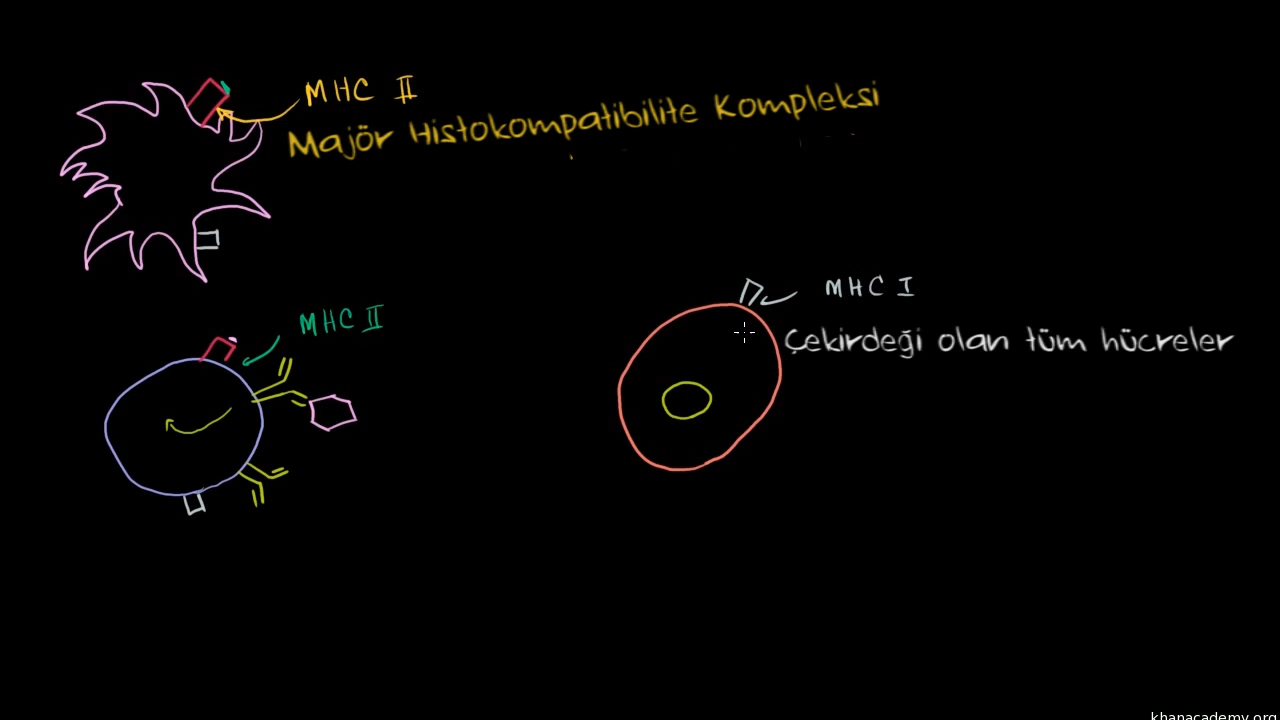 MHC II
Majör Histokompatibilite Kompleksi
MHC I
Çekirdeği olan tüm hücreler
MHC II
khanacademy.org